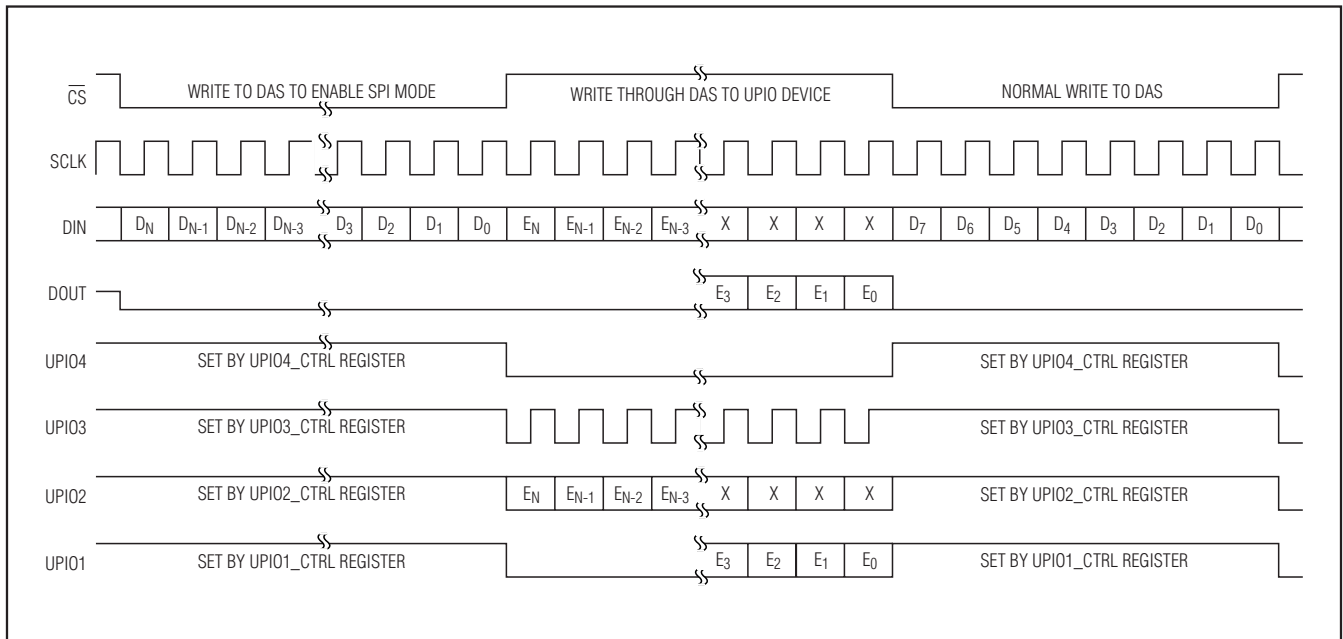 CS WRITE TO DAS TO ENABLE SPI MODE WRITE THROUGH DAS TO UPIO DEVICE NORMAL WRITE TO DAS
SCLK
DIN DN DN-1 DN-2 DN-3 D3 D2 D1 D0 EN EN-1 EN-2 EN-3 X X X X D7 D6 D5 D4 D3 D2 D1 D0
DOUT E3 E2 E1 E0
UPIO4 SET BY UPIO4_CTRL REGISTER SET BY UPIO4_CTRL REGISTER
UPIO3 SET BY UPIO3_CTRL REGISTER SET BY UPIO3_CTRL REGISTER
UPIO2 SET BY UPIO2_CTRL REGISTER EN EN-1 EN-2 EN-3 X X X X SET BY UPIO2_CTRL REGISTER
UPIO1 SET BY UPIO1_CTRL REGISTER E3 E2 E1 E0 SET BY UPIO1_CTRL REGISTER